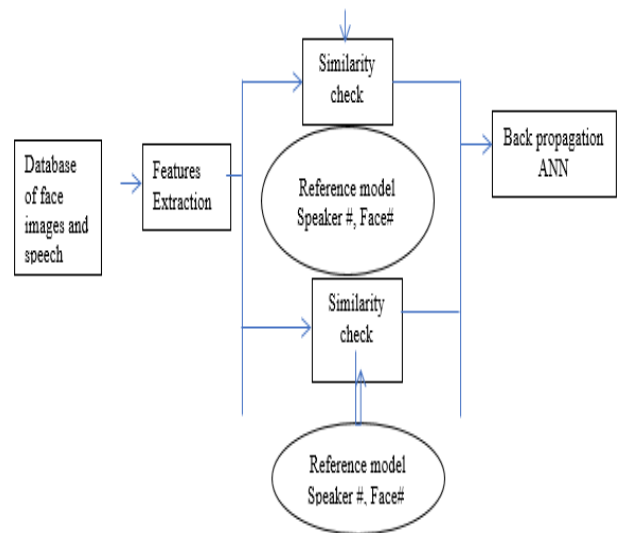 Similarity
check
Back propagation
ANN
Database
of face
images and
speech
Features
Extraction
Reference model
Speaker #, Face#
Similarity
check
Reference model
Speaker #, Face#